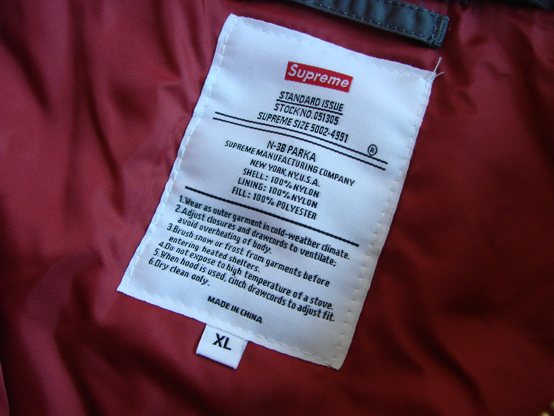 Supreme
STANDARD ISSUE
STOCK NO. 051305
SUPREME SIZE 5002-4991
®
N-3B PARKA
SUPREME MANUFACTURING COMPANY
NEW YORK, NY. U.S.A.
SHELL: 100% NYLON
LINING: 100% NYLON
FILL: 100% POLYESTER
1.Wear as outer garment in cold-weather climate.
2.Adjust closures and drawcords to ventilate;
avoid overheating of body.
3.Brush snow or frost from garments before
entering heated shelters.
4.Do not expose to high temperature of a stove.
5.When hood is used, cinch drawcords to adjust fit.
6.Dry clean only.
MADE IN CHINA
XL